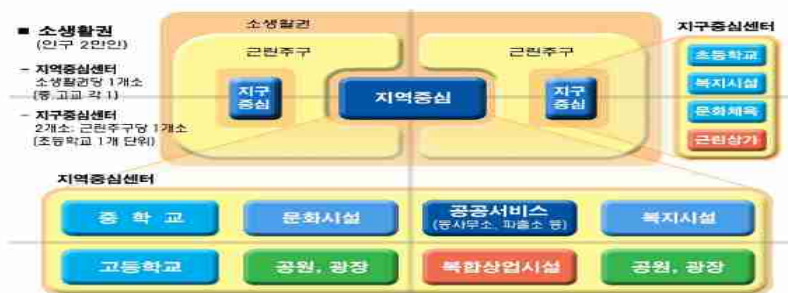 ■ 소생활권
(인구 2만인)
- 지역중심센터
소생활권당 1개소
(중,고교 각 1)
- 지구중심센터
2개소: 근린주구당 1개소
(초등학교 1개 단위)
소생활권
근린주구
근린주구
지구
중심
지역중심
지구
중심
지구중심센터
초등학교
복지시설
문화체육
근린상가
지역중심센터
중 학 교
문화시설
공공서비스
(동사무소, 파출소 등)
복지시설
고등학교
공원, 광장
복합상업시설
공원, 광장